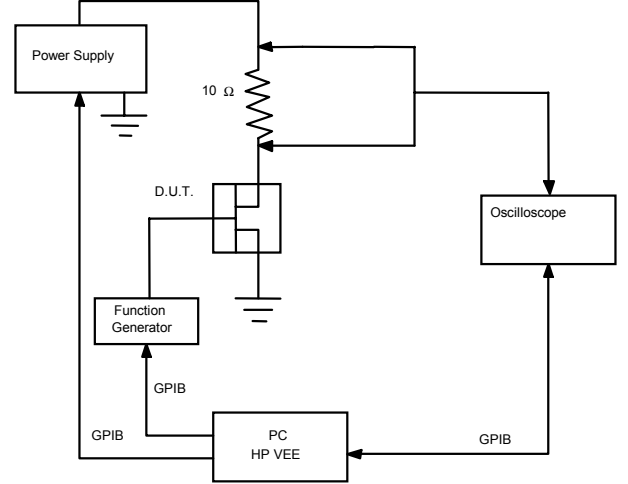 Power Supply
10 Ω
D.U.T.
Oscilloscope
Function
Generator
GPIB
GPIB
PC
HP VEE
GPIB